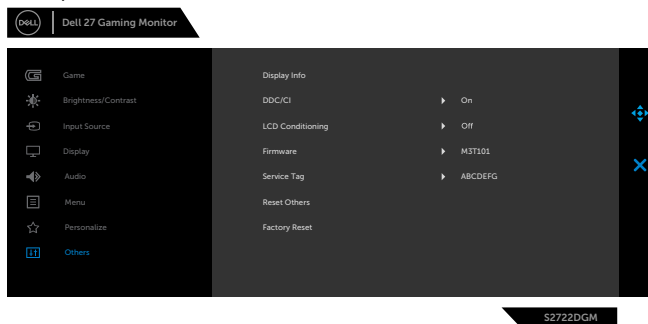 DELL
Dell 27 Gaming Monitor
Game
Display Info
Brightness/Contrast
DDC/CI
On
Input Source
LCD Conditioning
Off
Display
Firmware
M3T101
Audio
Service Tag
ABCDEFG
Menu
Reset Others
Personalize
Factory Reset
Others
S2722DGM